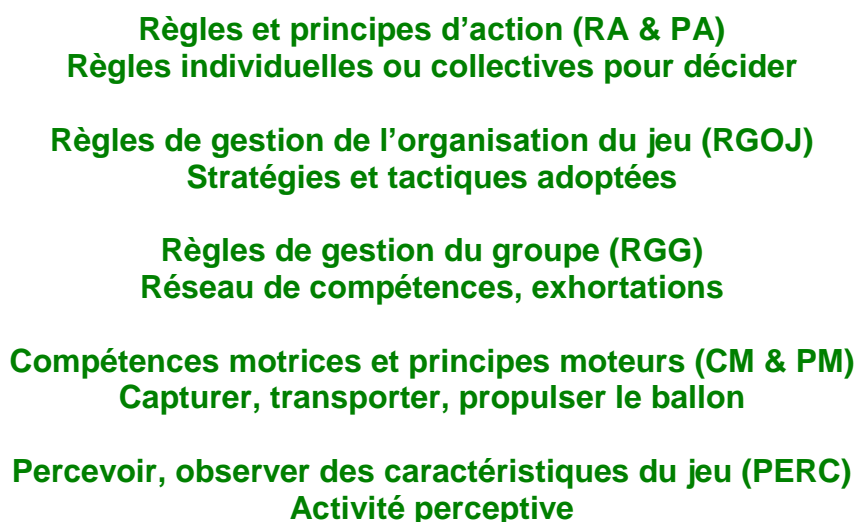 Règles et principes d’action (RA & PA)
Règles individuelles ou collectives pour décider
Règles de gestion de l’organisation du jeu (RGOJ)
Stratégies et tactiques adoptées
Règles de gestion du groupe (RGG)
Réseau de compétences, exhortations
Compétences motrices et principes moteurs (CM & PM)
Capturer, transporter, propulser le ballon
Percevoir, observer des caractéristiques du jeu (PERC)
Activité perceptive